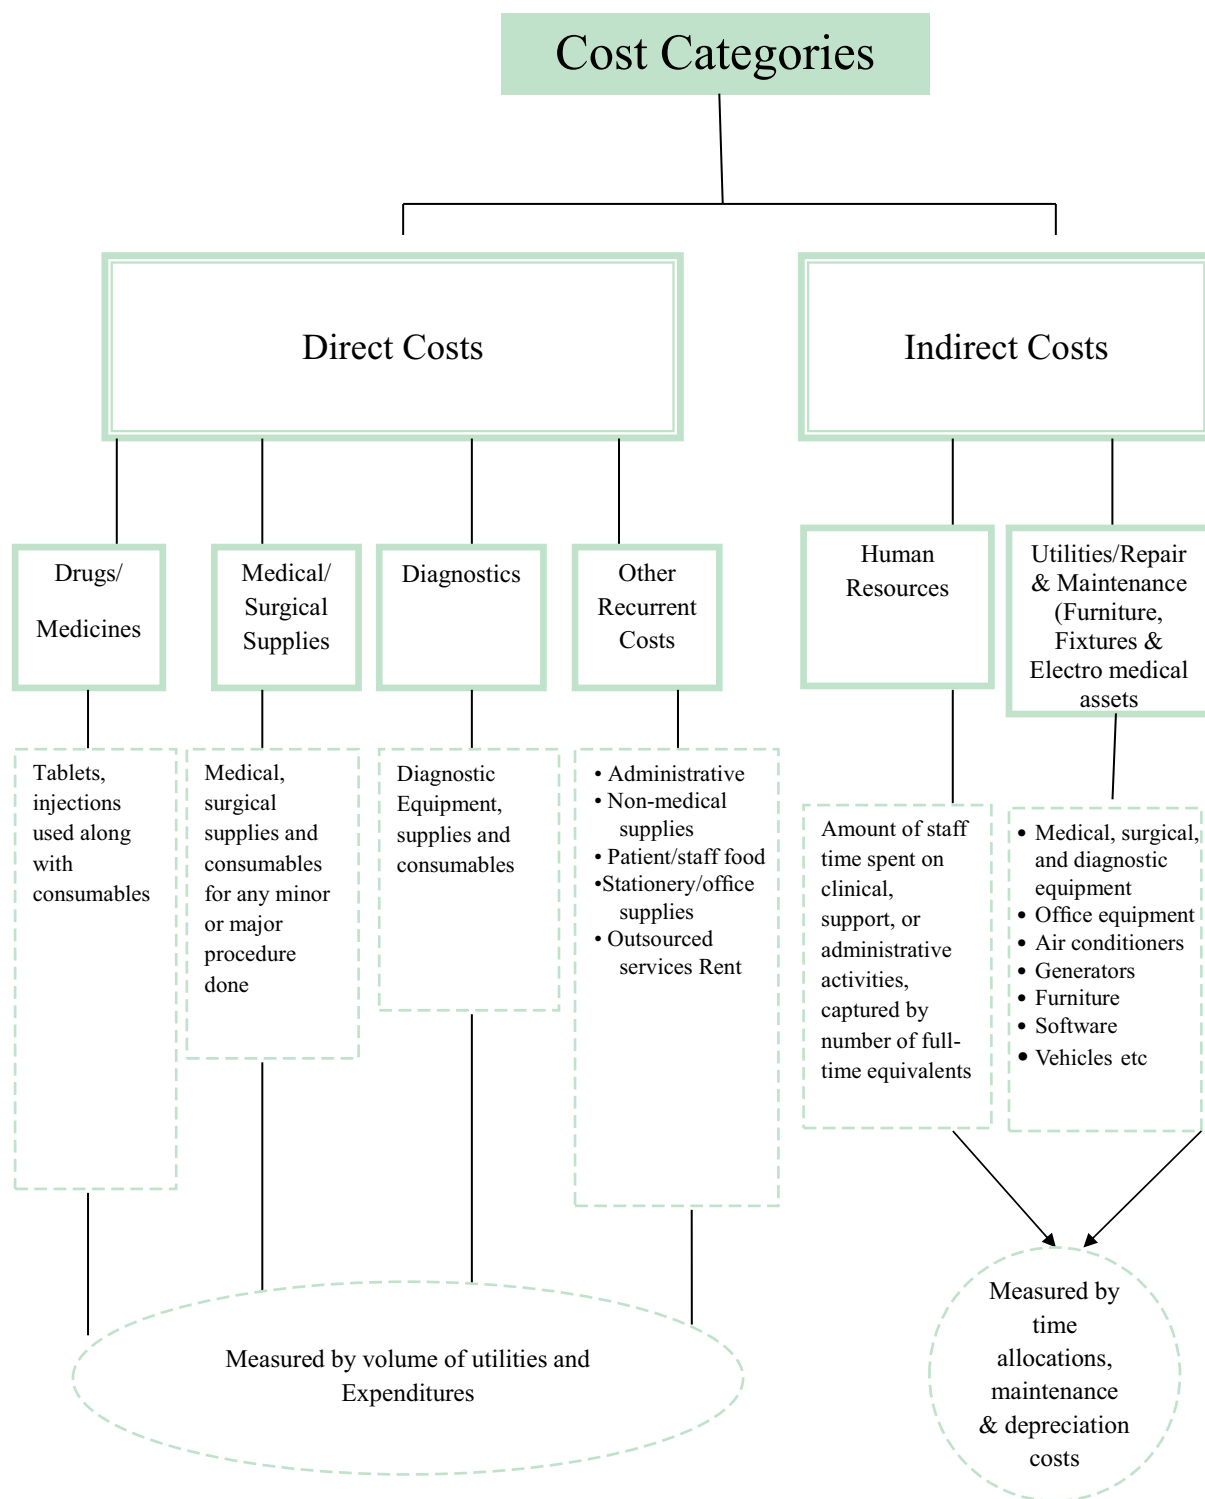 Cost Categories
Direct Costs
Indirect Costs
Drugs/
Medicines
Medical/
Surgical
Supplies
Diagnostics
Other
Recurrent
Costs
Human
Resources
Utilities/Repair
& Maintenance
(Furniture,
Fixtures &
Electro medical
assets
Tablets,
injections
used along
with
consumables
Medical,
surgical
supplies and
consumables
for any minor
or major
procedure
done
Diagnostic
Equipment,
supplies and
consumables
• Administrative
• Non-medical
supplies
• Patient/staff food
•Stationery/office
supplies
• Outsourced
services Rent
Amount of staff
time spent on
clinical,
support, or
administrative
activities,
captured by
number of full-
time equivalents
• Medical, surgical,
and diagnostic
equipment
• Office equipment
• Air conditioners
• Generators
• Furniture
• Software
• Vehicles etc
Measured by volume of utilities and
Expenditures
Measured by
time
allocations,
maintenance
& depreciation
costs